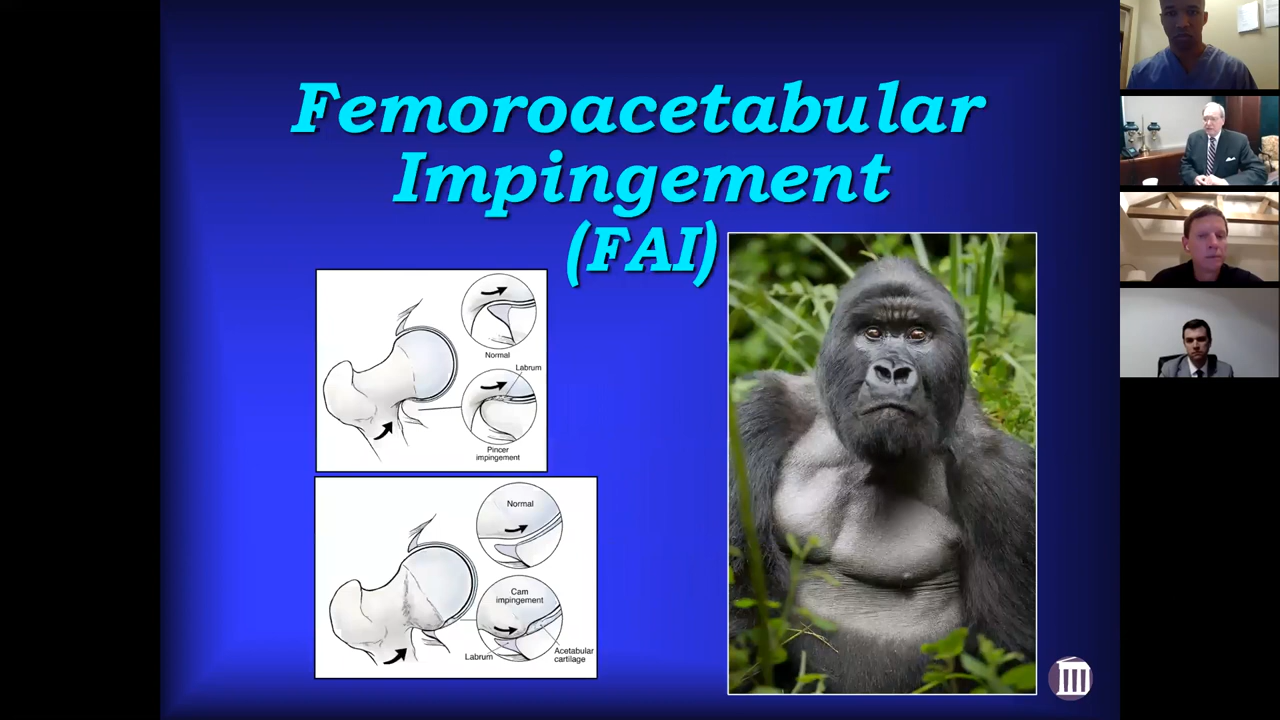 Femoroacetabular
Impingement
(FAI)
Normal
Labrum
Pincer
impingement
Normal
Cam
impingement
Labrum
Acetabular
cartilage